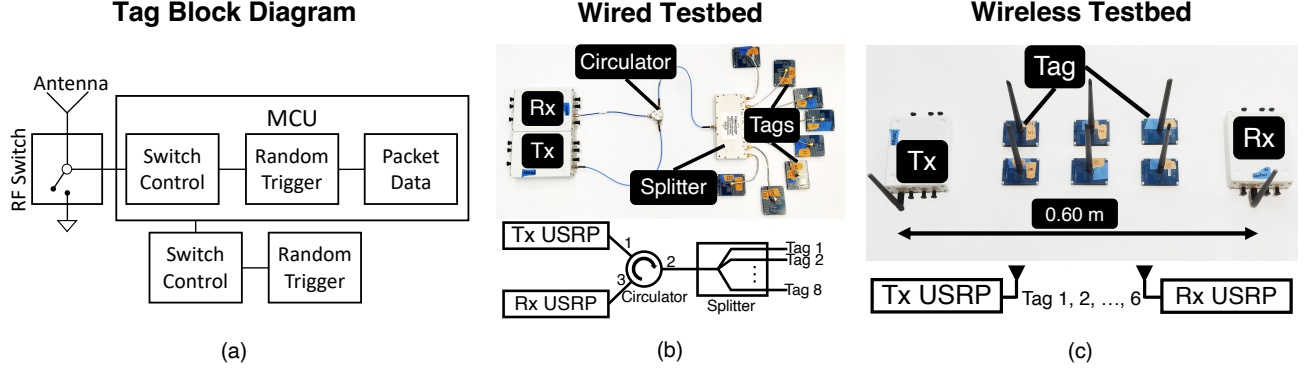 Tag Block Diagram
Antenna
RF Switch
MCU
Switch
Control
Random
Trigger
Packet
Data
Switch
Control
Random
Trigger
(a)
Wired Testbed
Circulator
Rx
Tx
Tags
Splitter
Tx USRP
1
2
3
Rx USRP
Circulator
Tag 1
Tag 2
Tag 8
Splitter
(b)
Wireless Testbed
Tag
Tx
Rx
0.60 m
Tx USRP
Tag 1, 2, ..., 6
Rx USRP
(c)